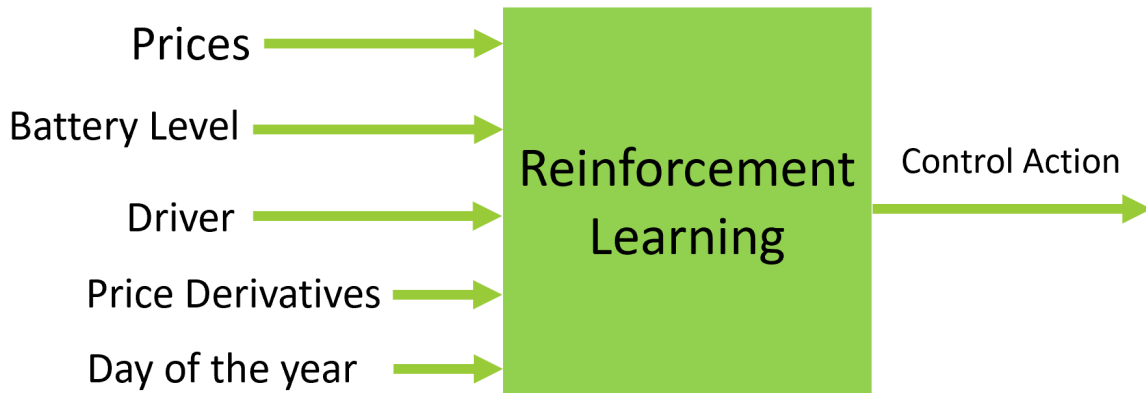 Prices
Battery Level
Driver
Price Derivatives
Day of the year
Reinforcement
Learning
Control Action